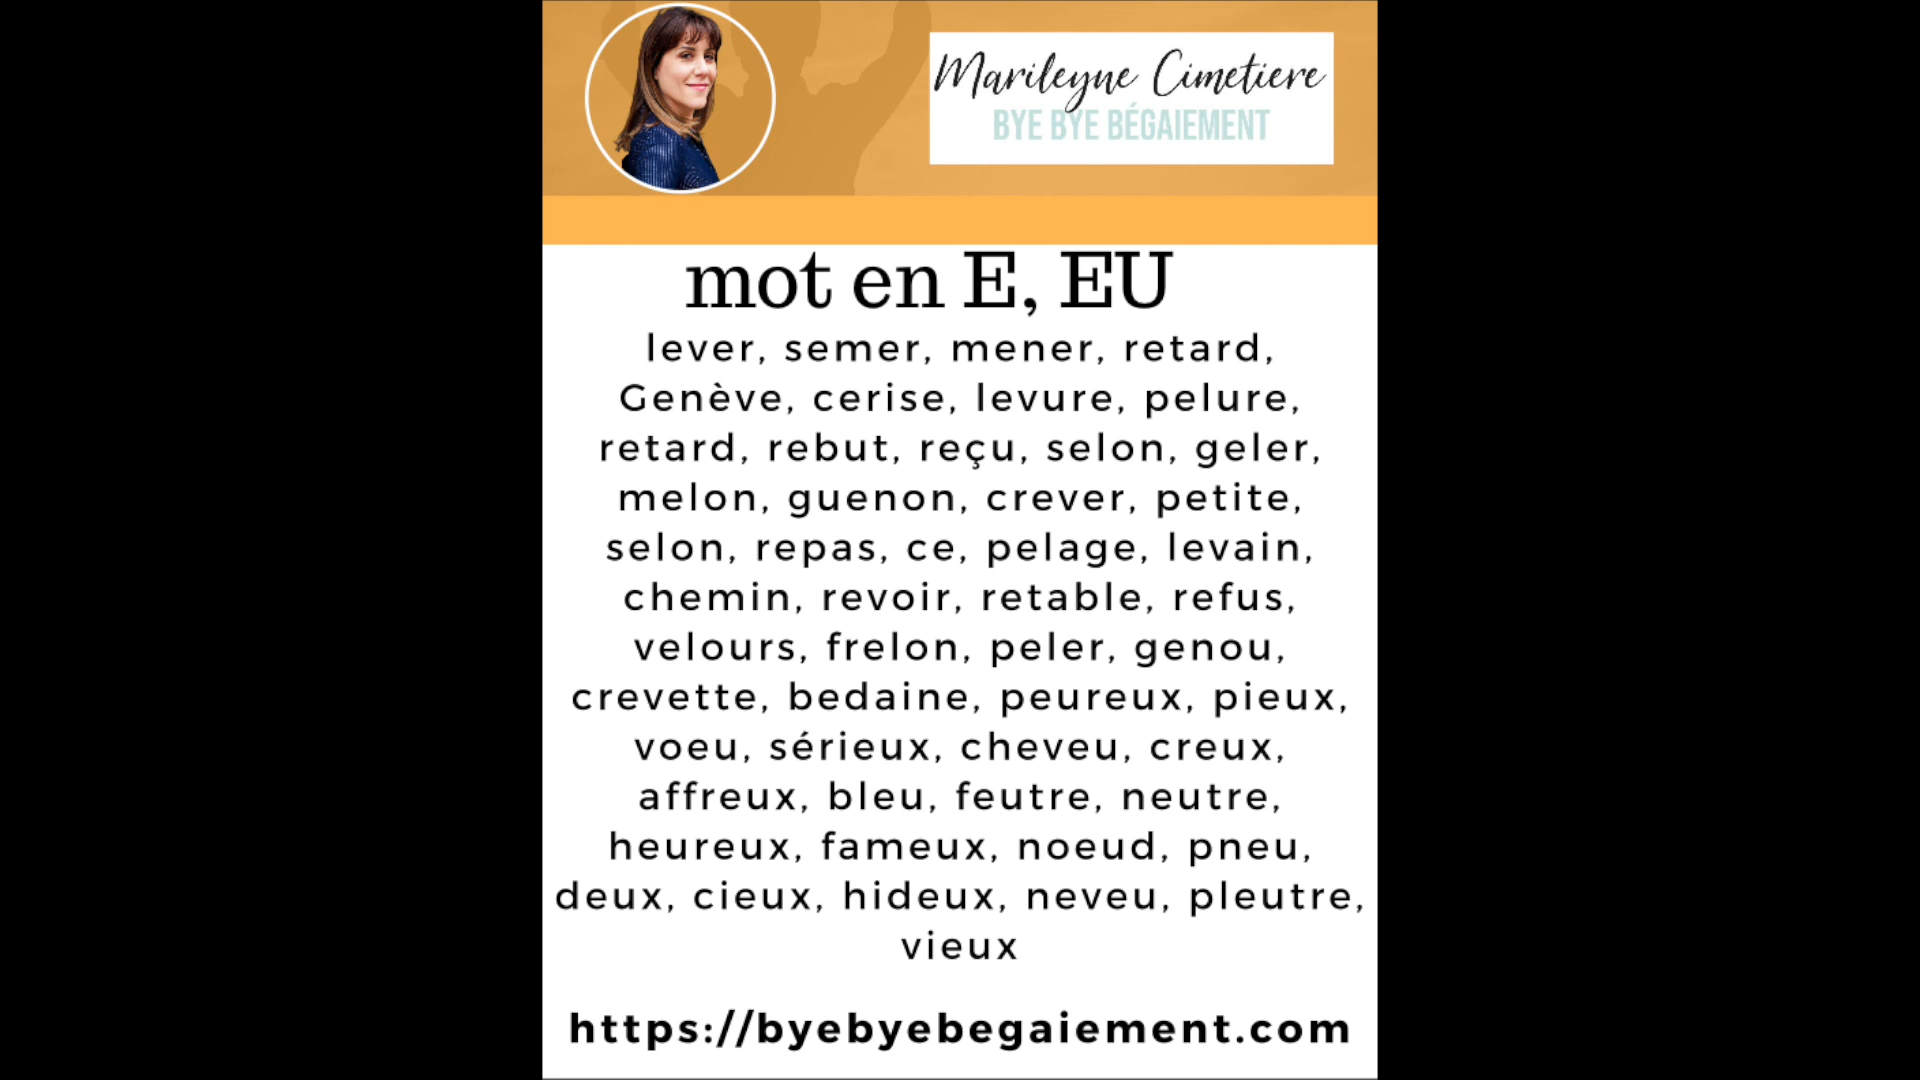 Marileyne Cimetiere
BYE BYE BÉGAIEMENT
mot en E, EU
lever, semer, mener, retard,
Genève, cerise, levure, pelure,
retard, rebut, reçu, selon, geler,
melon, guenon, crever, petite,
selon, repas, ce, pelage, levain,
chemin, revoir, retable, refus,
velours, frelon, peler, genou,
crevette, bedaine, peureux, pieux,
voeu, sérieux, cheveu, creux,
affreux, bleu, feutre, neutre,
heureux, fameux, noeud, pneu,
deux, cieux, hideux, neveu, pleutre,
vieux
https://byebyebegaiement.com